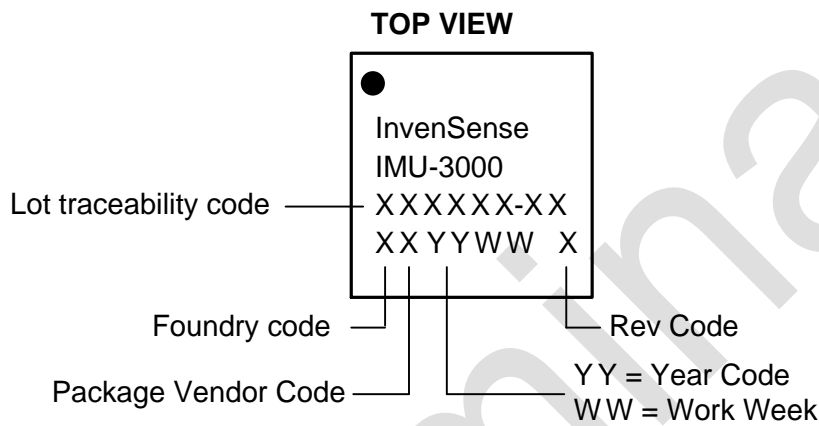 TOP VIEW
InvenSense
IMU-3000
Lot traceability code
XXXXXX-XX
XXYYWW X
Foundry code
Rev Code
Package Vendor Code
YY = Year Code
WW = Work Week